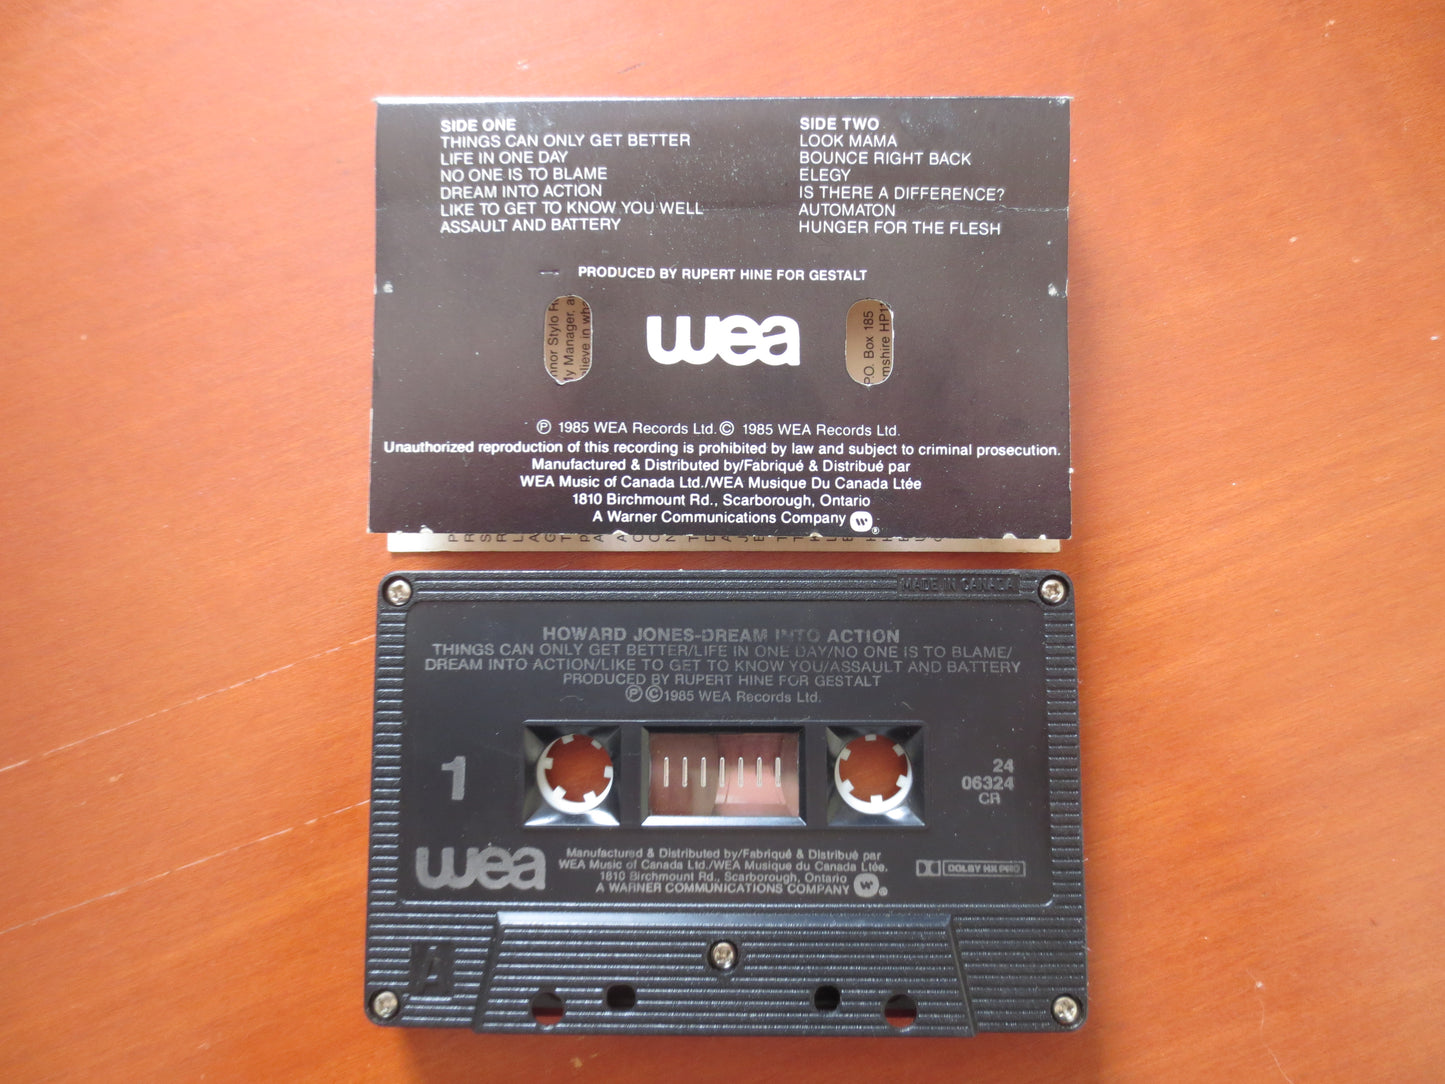 SIDE ONE
THINGS CAN ONLY GET BETTER
LIFE IN ONE DAY
NO ONE IS TO BLAME
DREAM INTO ACTION
LIKE TO GET TO KNOW YOU WELL
ASSAULT AND BATTERY
SIDE TWO
LOOK MAMA
BOUNCE RIGHT BACK
ELEGY
IS THERE A DIFFERENCE?
AUTOMATON
HUNGER FOR THE FLESH
PRODUCED BY RUPERT HINE FOR GESTALT
Stylo
My Manager,
in
P.O. Box 185
wea
℗ 1985 WEA Records Ltd. © 1985 WEA Records Ltd.
Unauthorized reproduction of this recording is prohibited by law and subject to criminal prosecution.
Manufactured & Distributed by/Fabriqué & Distribué par
WEA Music of Canada Ltd./WEA Musique Du Canada Ltée
1810 Birchmount Rd., Scarborough, Ontario
A Warner Communications Company
MADE IN CANADA
HOWARD JONES-DREAM INTO ACTION
THINGS CAN ONLY GET BETTER/LIFE IN ONE DAY/NO ONE IS TO BLAME/
DREAM INTO ACTION/LIKE TO GET TO KNOW YOU/ASSAULT AND BATTERY
PRODUCED BY RUPERT HINE FOR GESTALT
℗©1985 WEA Records Ltd.
1
24
06324
CR
wea
Manufactured & Distributed by/Fabriqué & Distribué par
WEA Music of Canada Ltd./WEA Musique du Canada Ltée.
1810 Birchmount Rd., Scarborough, Ontario
A WARNER COMMUNICATIONS COMPANY
DOLBY HX PRO
A